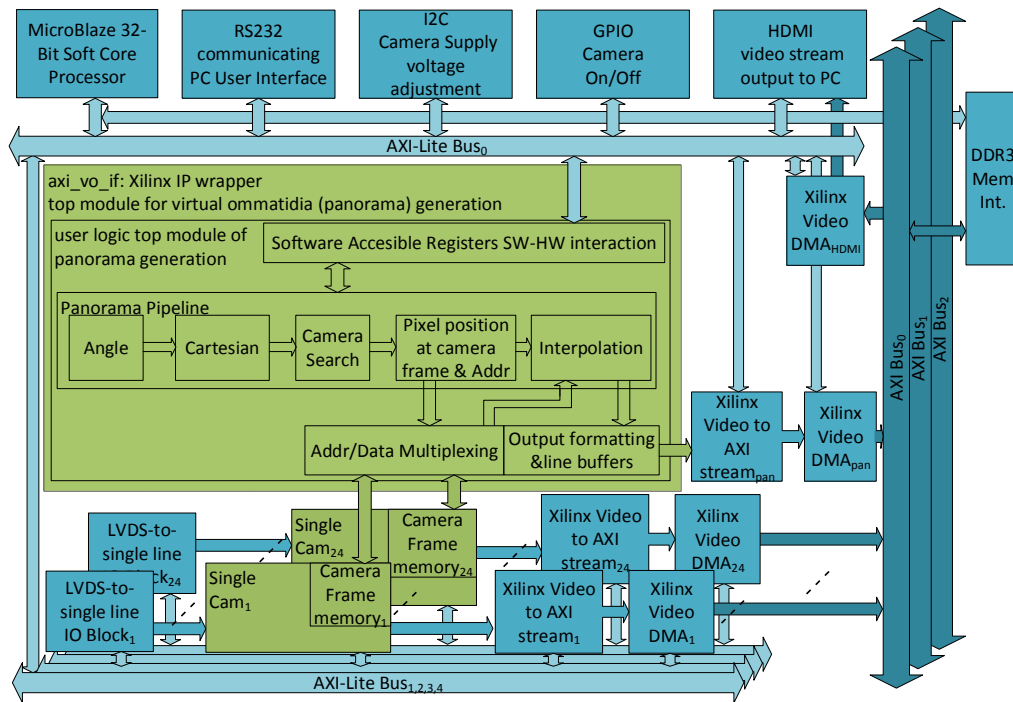 MicroBlaze 32-
Bit Soft Core
Processor
RS232
communicating
PC User Interface
I2C
Camera Supply
voltage
adjustment
GPIO
Camera
On/Off
HDMI
video stream
output to PC
AXI-Lite Bus0
DDR3
Mem
Int.
axi_vo_if: Xilinx IP wrapper
top module for virtual ommatidia (panorama) generation
user logic top module of
panorama generation
Software Accesible Registers SW-HW interaction
Xilinx
Video
DMAHDMI
Panorama Pipeline
Angle
Cartesian
Camera
Search
Pixel position
at camera
frame & Addr
Interpolation
AXI Bus0
AXI Bus1
AXI Bus2
Addr/Data Multiplexing
Output formatting
&line buffers
Xilinx
Video to
AXI
streampan
Xilinx
Video
DMApan
LVDS-to-
single line
ck24
Single
Cam24
Camera
Frame
memory24
Xilinx Video
to AXI
stream24
Xilinx
Video
DMA24
LVDS-to-
single line
IO Block1
Single
Cam1
Camera
Frame
memory1
Xilinx Video
to AXI
stream1
Xilinx
Video
DMA1
AXI-Lite Bus1,2,3,4